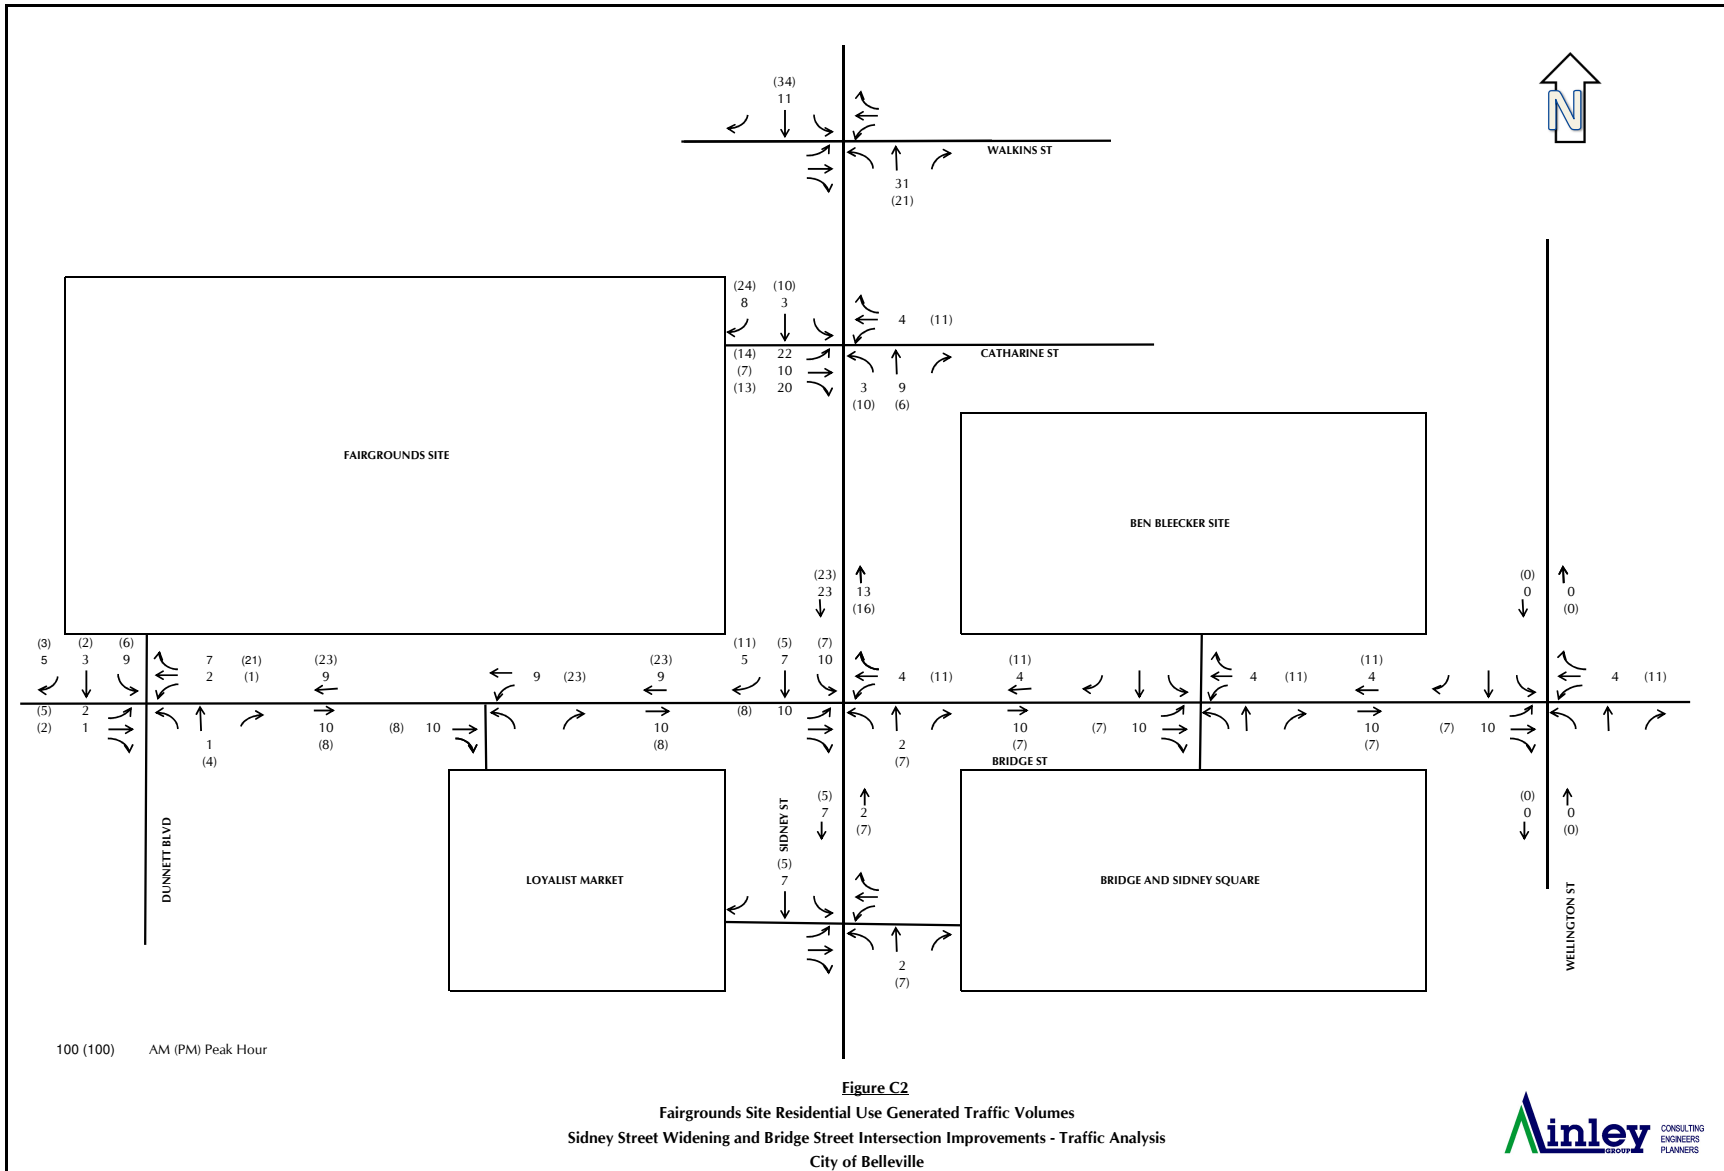 (34)
11
N
WALKINS ST
31
(21)
(24) (10)
8 3
4 (11)
(14) 22
CATHARINE ST
(7) 10
(13) 20
3 9
(10) (6)
FAIRGROUNDS SITE
BEN BLEECKER SITE
(23)
23 13
(16)
(0)
0 0
(0)
(3) (2) (6)
5 3 9
7 (21)
2 (1)
(23)
9
9 (23)
(23)
9
(11) (5) (7)
5 7 10
4 (11)
(11)
4
4 (11)
(11)
4
4 (11)
(5) 2
(2) 1
1
(4)
10
(8)
(8) 10
10
(8)
(8) 10
2
(7)
10
(7)
BRIDGE ST
(7) 10
10
(7)
(7) 10
DUNNETT BLVD
SIDNEY ST
(5)
7 2
(7)
(0)
0 0
(0)
(5)
7
LOYALIST MARKET
BRIDGE AND SIDNEY SQUARE
WELLINGTON ST
2
(7)
100 (100) AM (PM) Peak Hour
Figure C2
Fairgrounds Site Residential Use Generated Traffic Volumes
Sidney Street Widening and Bridge Street Intersection Improvements - Traffic Analysis
City of Belleville
Ainley
GROUP
CONSULTING
ENGINEERS
PLANNERS